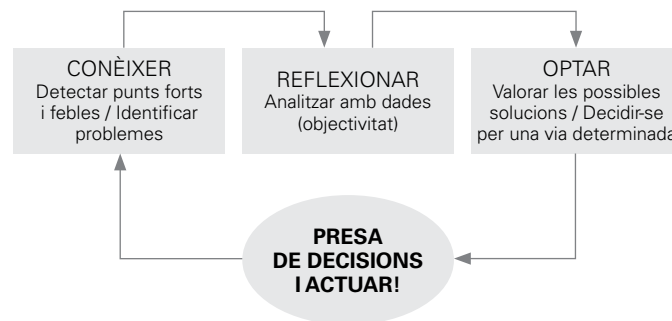 CONÈIXER
Detectar punts forts
i febles / Identificar
problemes
REFLEXIONAR
Analitzar amb dades
(objectivitat)
OPTAR
Valorar les possibles
solucions / Decidir-se
per una via determinada
PRESA
DE DECISIONS
I ACTUAR!